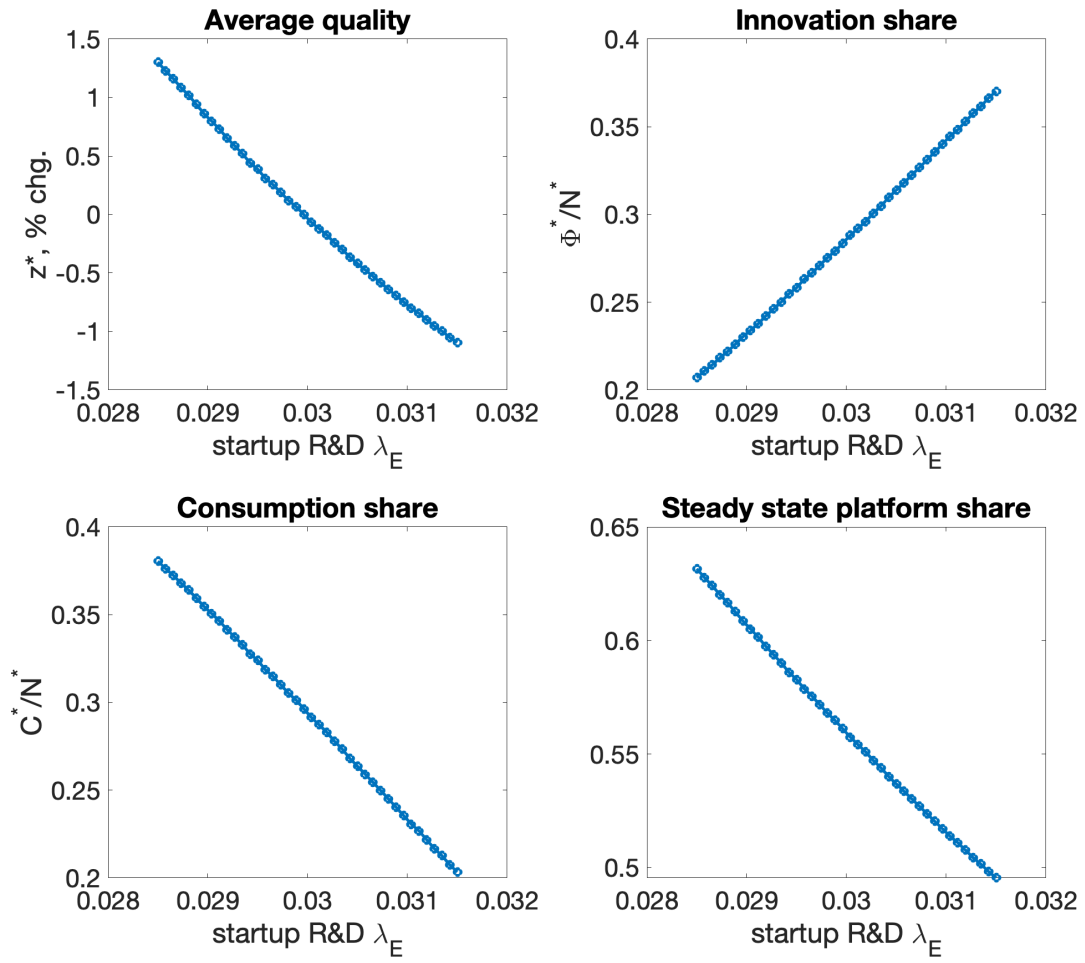 Average quality
1.5
1
0.5
0
-0.5
-1
-1.5
z*, % chg.
0.028 0.029 0.03 0.031 0.032
startup R&D λ_E
Innovation share
0.4
0.35
0.3
0.25
0.2
Φ^*/N^*
0.028 0.029 0.03 0.031 0.032
startup R&D λ_E
Consumption share
0.4
0.35
0.3
0.25
0.2
C^*/N^*
0.028 0.029 0.03 0.031 0.032
startup R&D λ_E
Steady state platform share
0.65
0.6
0.55
0.5
0.028 0.029 0.03 0.031 0.032
startup R&D λ_E